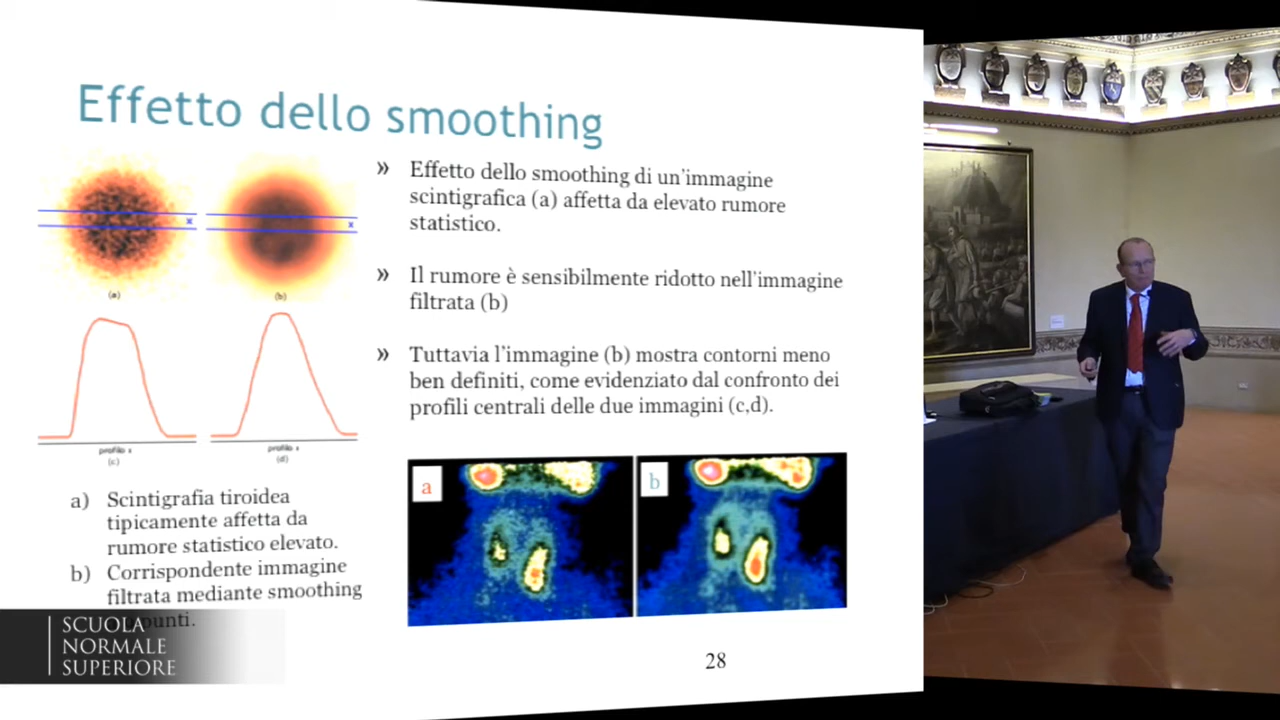 Effetto dello smoothing
» Effetto dello smoothing di un'immagine
scintigrafica (a) affetta da elevato rumore
statistico.
» Il rumore è sensibilmente ridotto nell'immagine
filtrata (b)
» Tuttavia l'immagine (b) mostra contorni meno
ben definiti, come evidenziato dal confronto dei
profili centrali delle due immagini (c,d).
x
x
(a)
(b)
profilo x
(c)
profilo x
(d)
a) Scintigrafia tiroidea
tipicamente affetta da
rumore statistico elevato.
b) Corrispondente immagine
filtrata mediante smoothing
punti.
a
b
28
SCUOLA
NORMALE
SUPERIORE